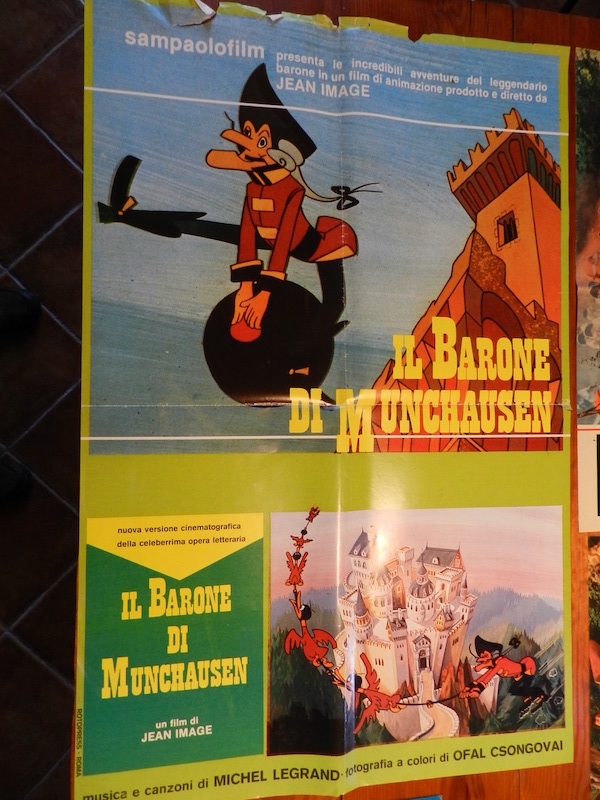 sampaolofilm
presenta le incredibili avventure del leggendario
barone in un film di animazione prodotto e diretto da
JEAN IMAGE
IL BARONE
DI MUNCHAUSEN
nuova versione cinematografica
della celeberrima opera letteraria
IL BARONE
DI
MUNCHAUSEN
un film di
JEAN IMAGE
ROTOPRESS - ROMA
musica e canzoni di MICHEL LEGRAND - fotografia a colori di OFAL CSONGOVAI